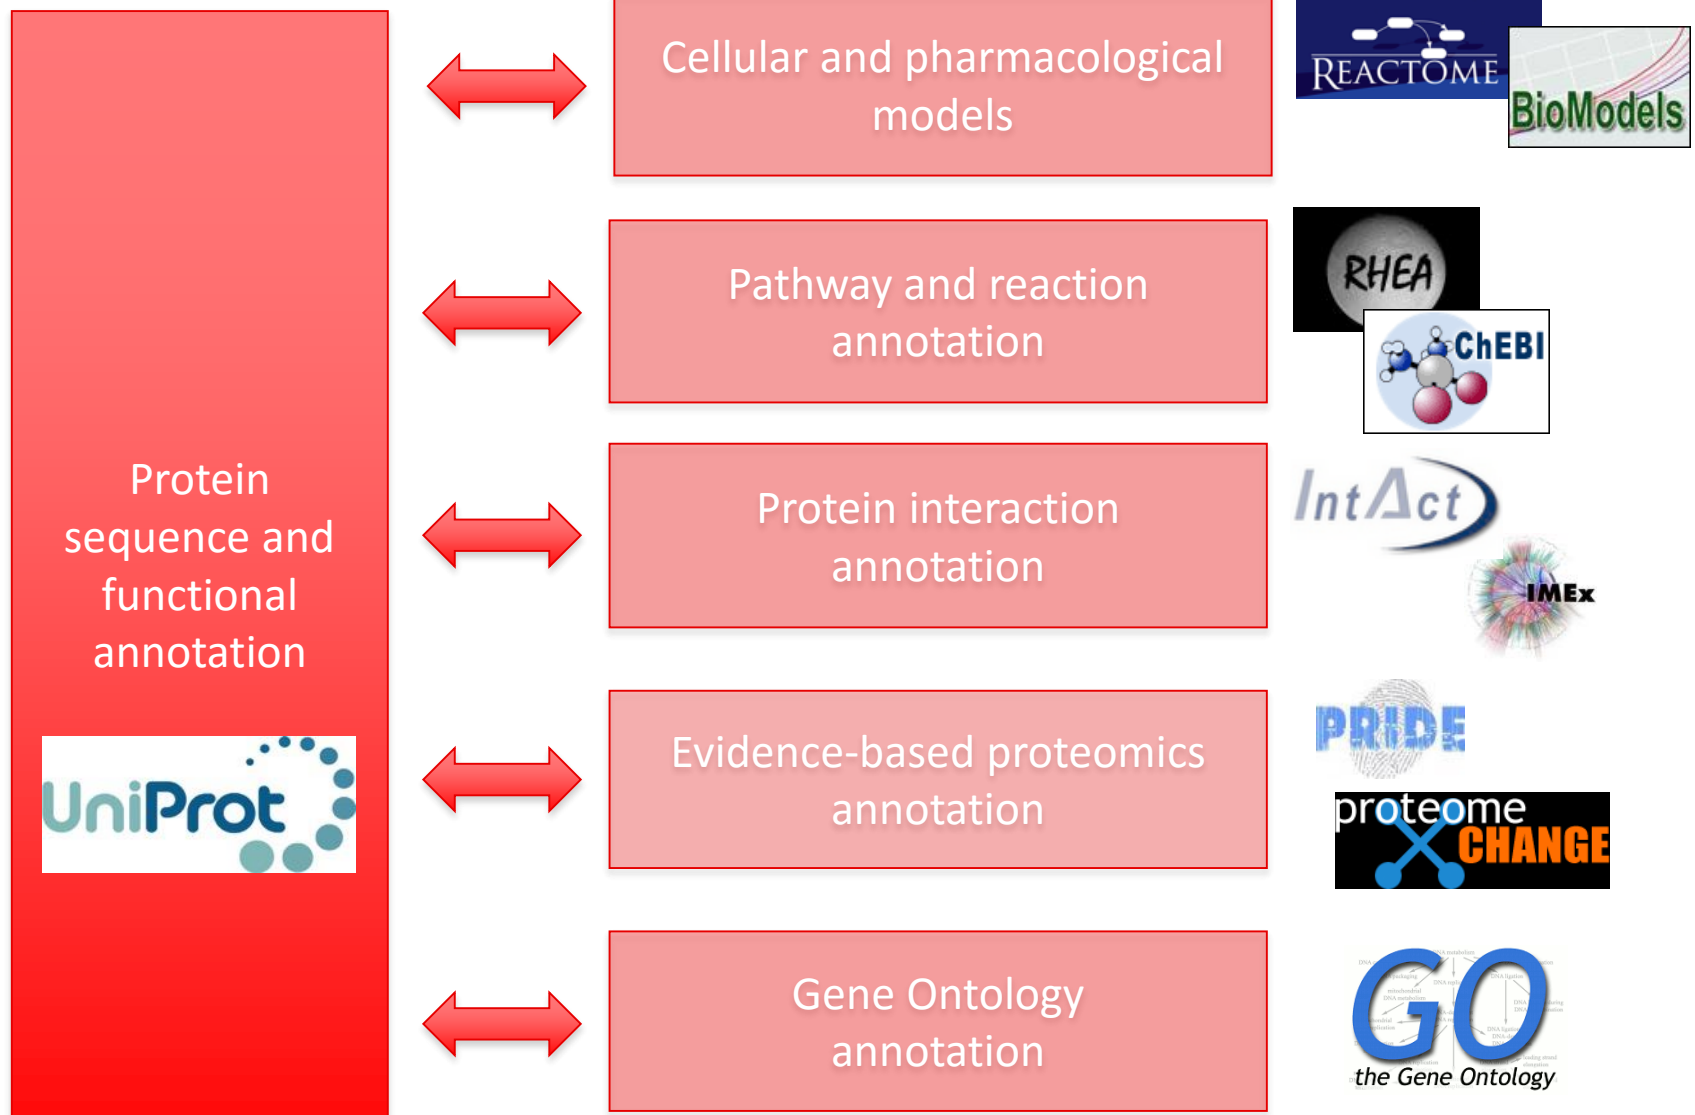 Cellular and pharmacological
models
REACTOME
BioModels
Pathway and reaction
annotation
RHEA
ChEBI
Protein
sequence and
functional
annotation
UniProt
Protein interaction
annotation
IntAct
IMEx
Evidence-based proteomics
annotation
PRIDE
proteome
XCHANGE
Gene Ontology
annotation
GO
the Gene Ontology